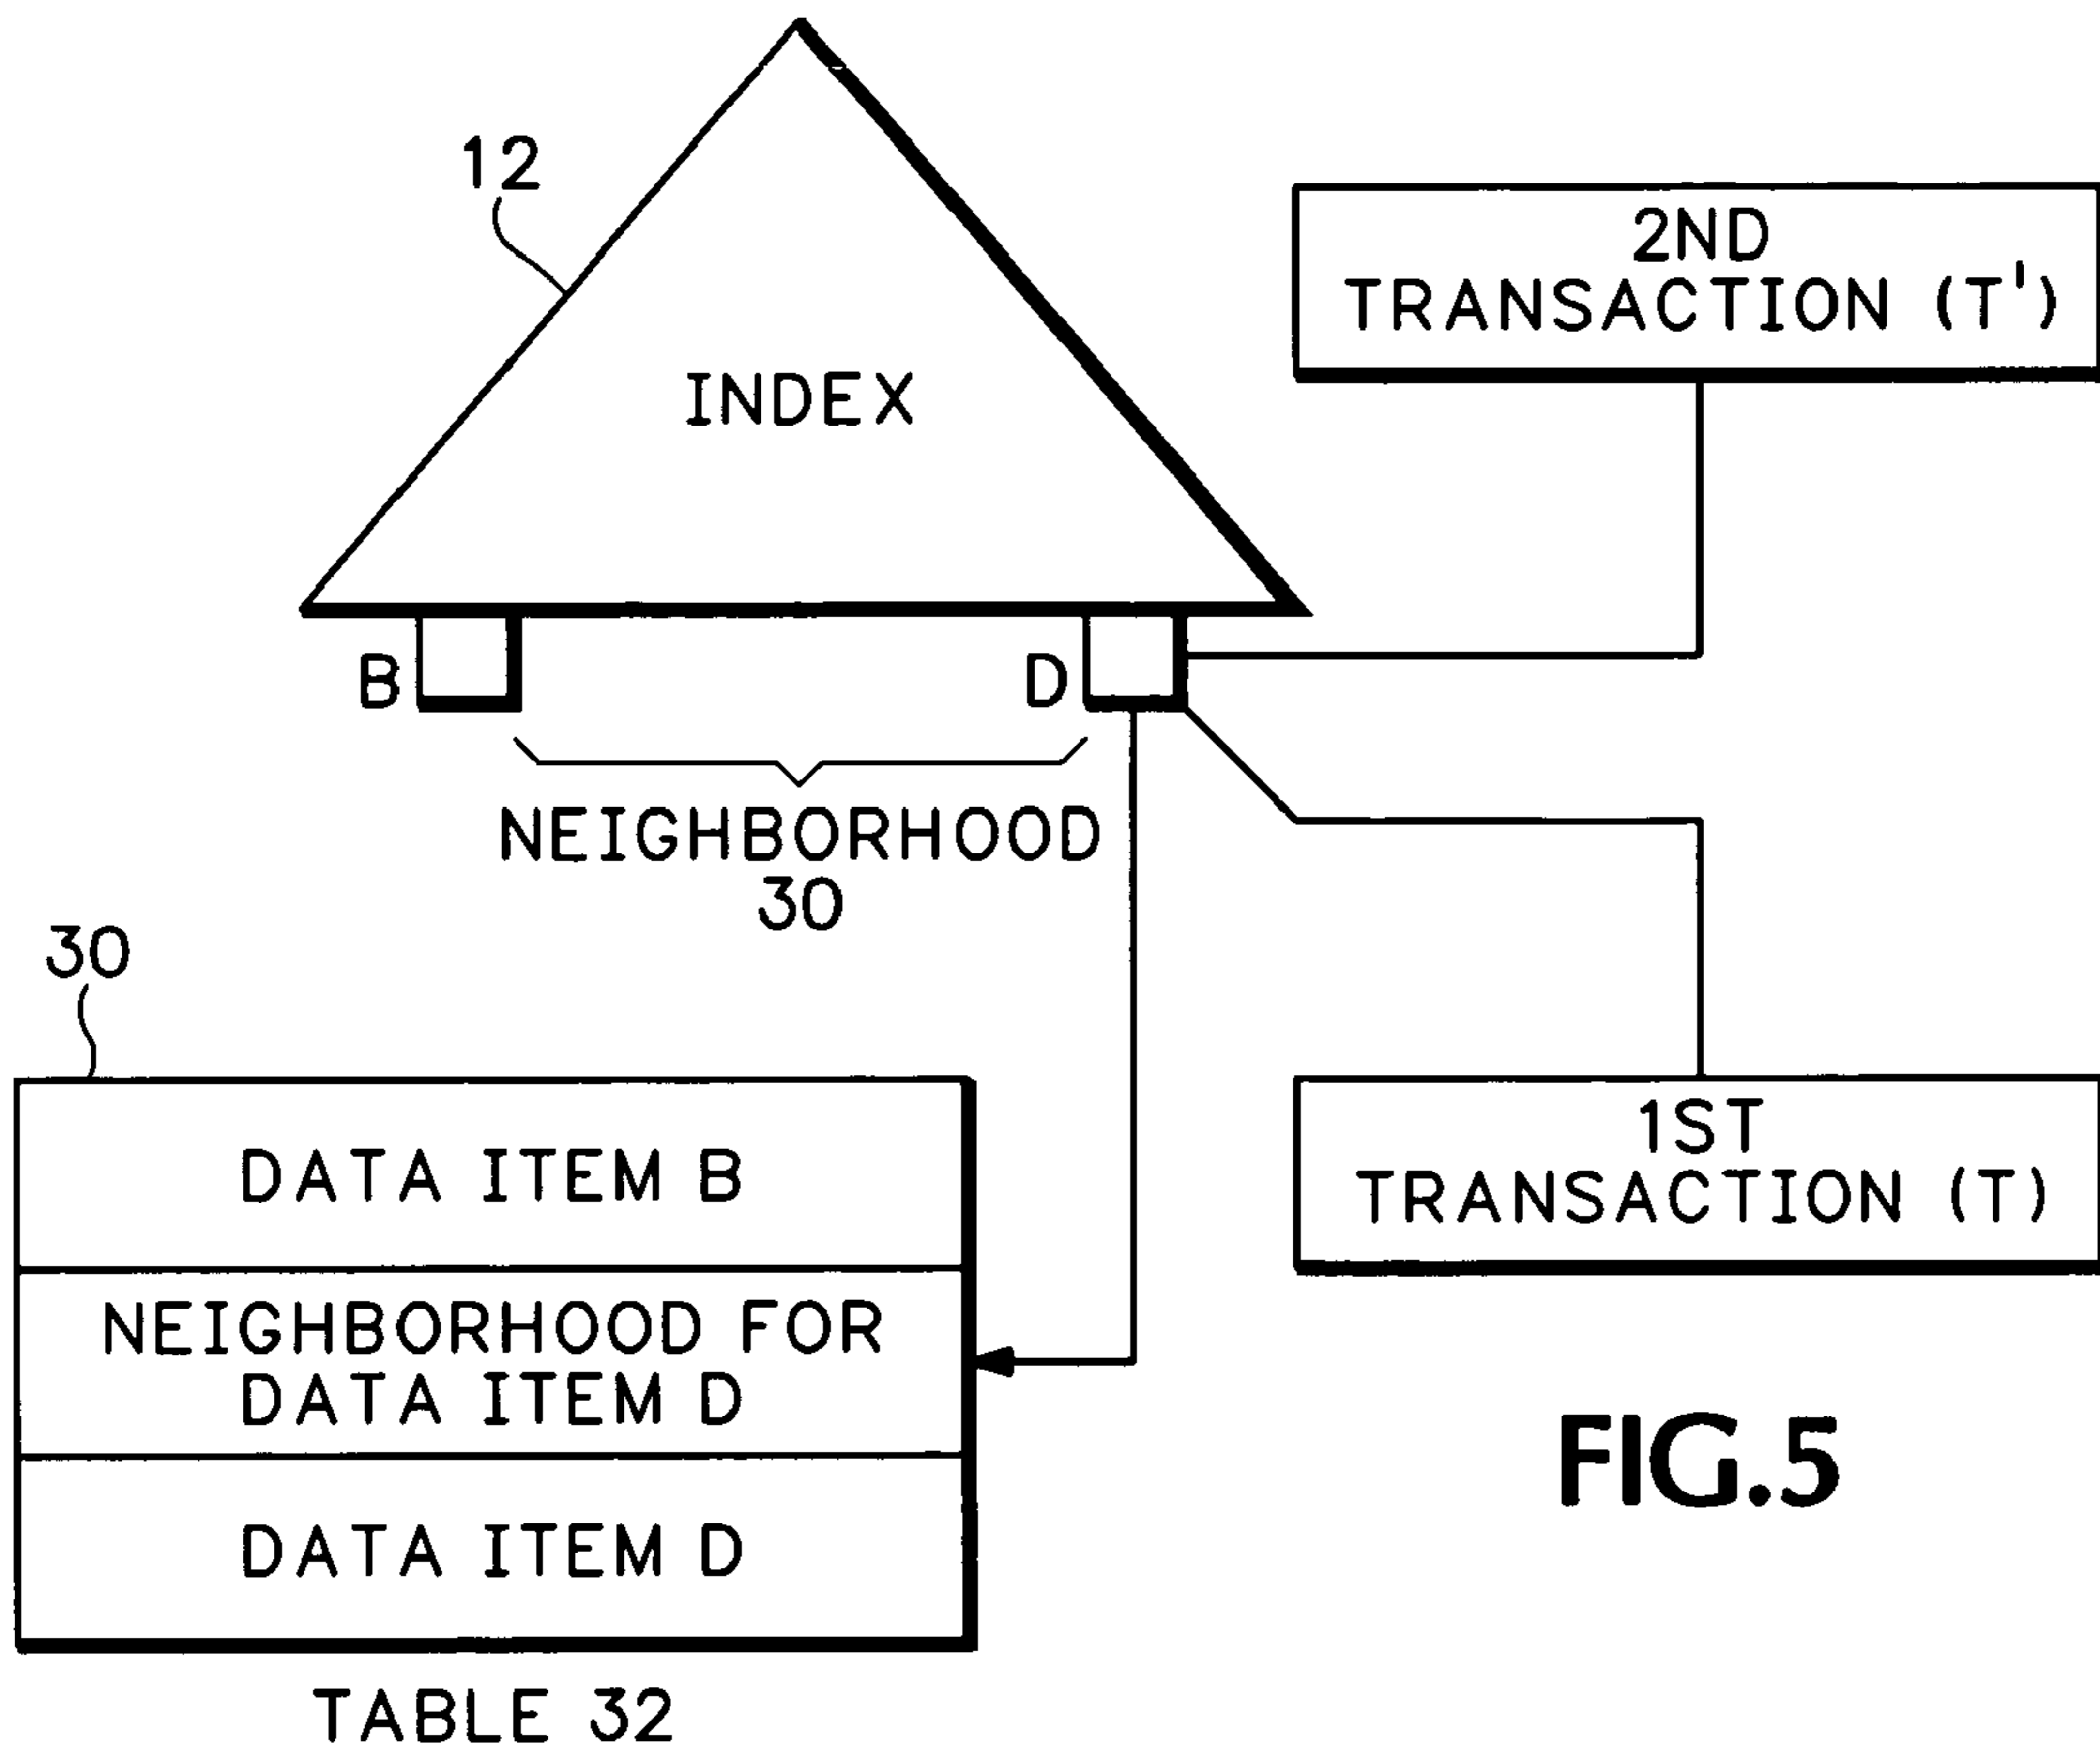 12
INDEX
2ND
TRANSACTION (T')
B
D
NEIGHBORHOOD
30
30
DATA ITEM B
NEIGHBORHOOD FOR
DATA ITEM D
DATA ITEM D
TABLE 32
1ST
TRANSACTION (T)
FIG.5